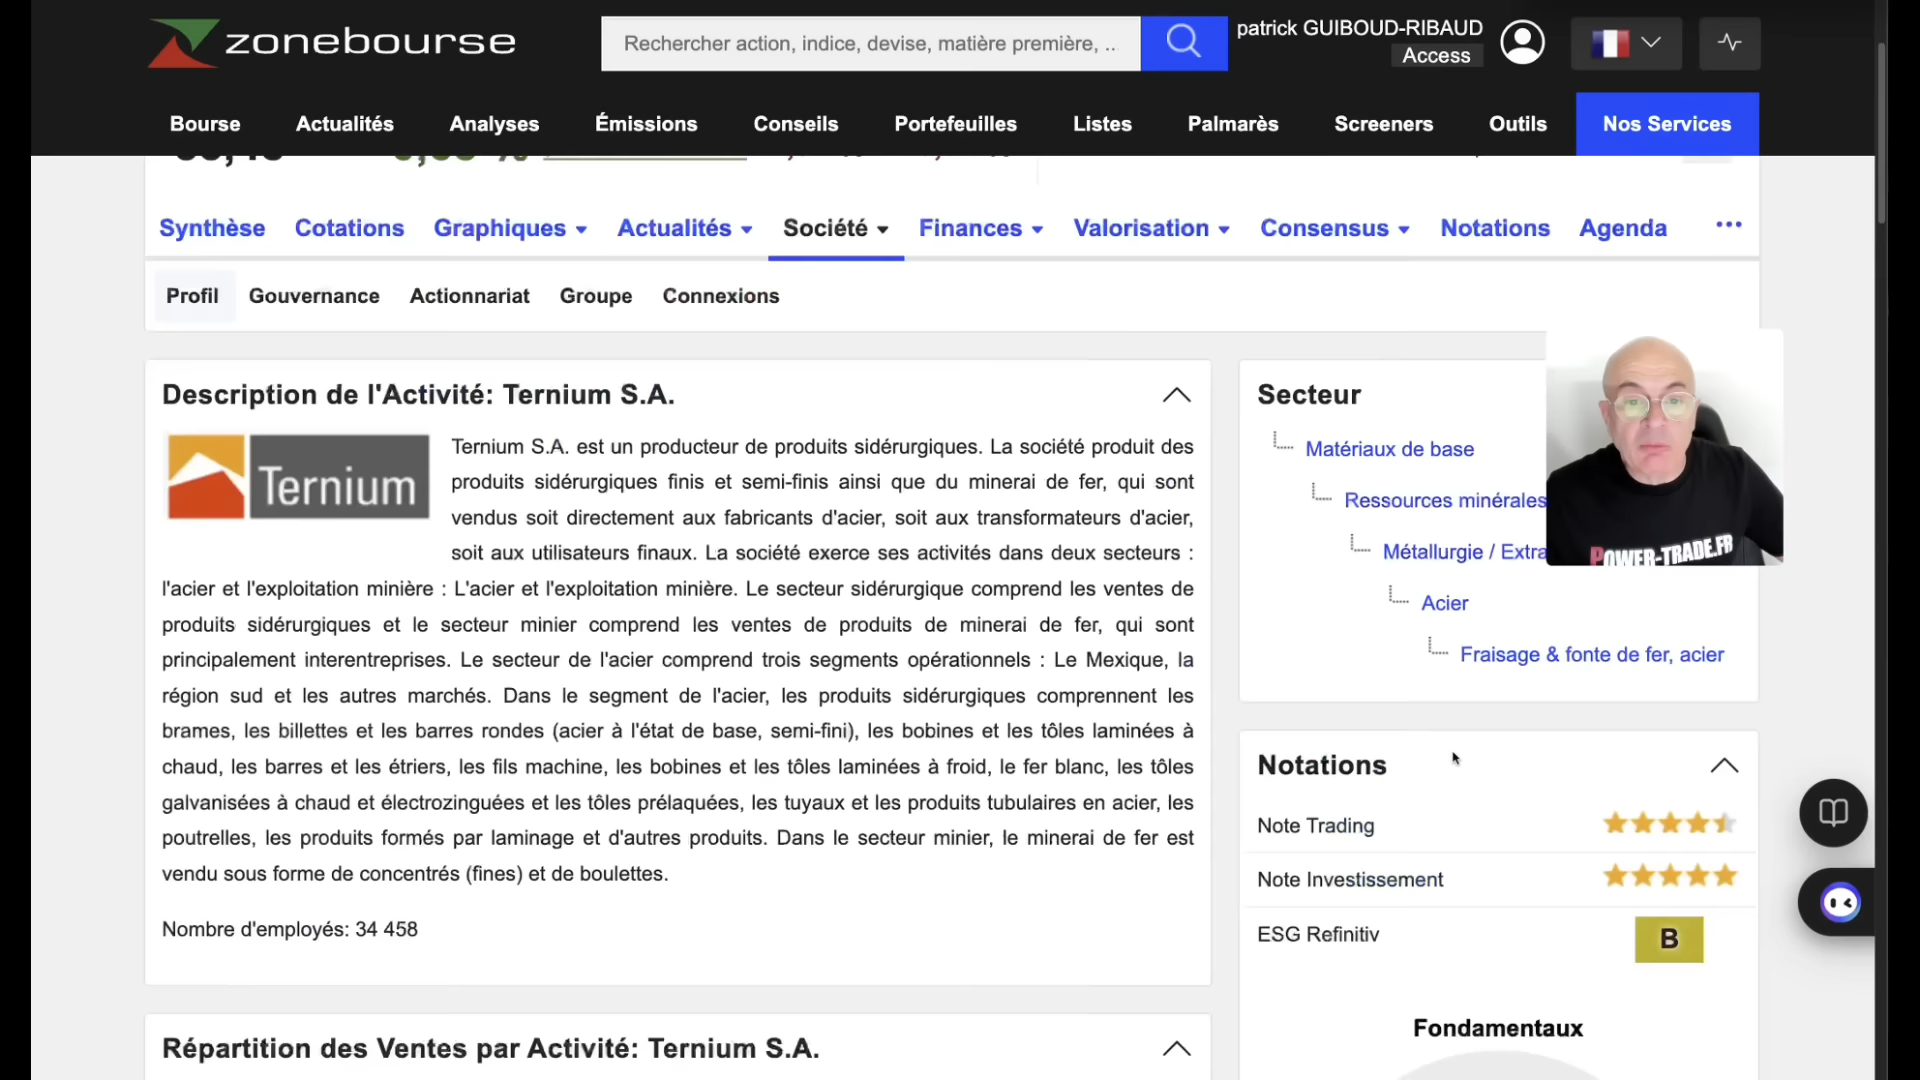 zonebourse
Rechercher action, indice, devise, matière première, ..
patrick GUIBOUD-RIBAUD
Access
Bourse Actualités Analyses Émissions Conseils Portefeuilles Listes Palmarès Screeners Outils Nos Services
Synthèse Cotations Graphiques Actualités Société Finances Valorisation Consensus Notations Agenda ...
Profil Gouvernance Actionnariat Groupe Connexions
Description de l'Activité: Ternium S.A.
Ternium
Ternium S.A. est un producteur de produits sidérurgiques. La société produit des
produits sidérurgiques finis et semi-finis ainsi que du minerai de fer, qui sont
vendus soit directement aux fabricants d'acier, soit aux transformateurs d'acier,
soit aux utilisateurs finaux. La société exerce ses activités dans deux secteurs :
l'acier et l'exploitation minière : L'acier et l'exploitation minière. Le secteur sidérurgique comprend les ventes de
produits sidérurgiques et le secteur minier comprend les ventes de produits de minerai de fer, qui sont
principalement interentreprises. Le secteur de l'acier comprend trois segments opérationnels : Le Mexique, la
région sud et les autres marchés. Dans le segment de l'acier, les produits sidérurgiques comprennent les
brames, les billettes et les barres rondes (acier à l'état de base, semi-fini), les bobines et les tôles laminées à
chaud, les barres et les étriers, les fils machine, les bobines et les tôles laminées à froid, le fer blanc, les tôles
galvanisées à chaud et électrozinguées et les tôles prélaquées, les tuyaux et les produits tubulaires en acier, les
poutrelles, les produits formés par laminage et d'autres produits. Dans le secteur minier, le minerai de fer est
vendu sous forme de concentrés (fines) et de boulettes.
Nombre d'employés: 34 458
Répartition des Ventes par Activité: Ternium S.A.
Secteur
Matériaux de base
Ressources minérales
Métallurgie / Extra
Acier
Fraisage & fonte de fer, acier
POWER-TRADE.FR
Notations
Note Trading
Note Investissement
ESG Refinitiv B
Fondamentaux